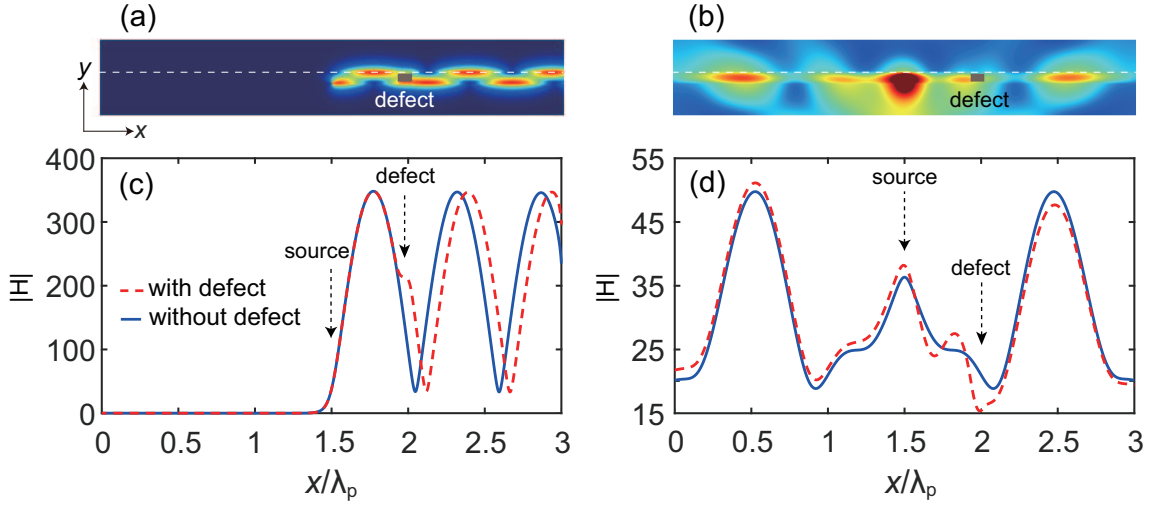 (a)
y
x
defect
(b)
defect
400
300
200
100
0
|H|
(c)
defect
source
with defect
without defect
0 0.5 1 1.5 2 2.5 3
x/λp
55
45
35
25
15
|H|
(d)
source
defect
0 0.5 1 1.5 2 2.5 3
x/λp